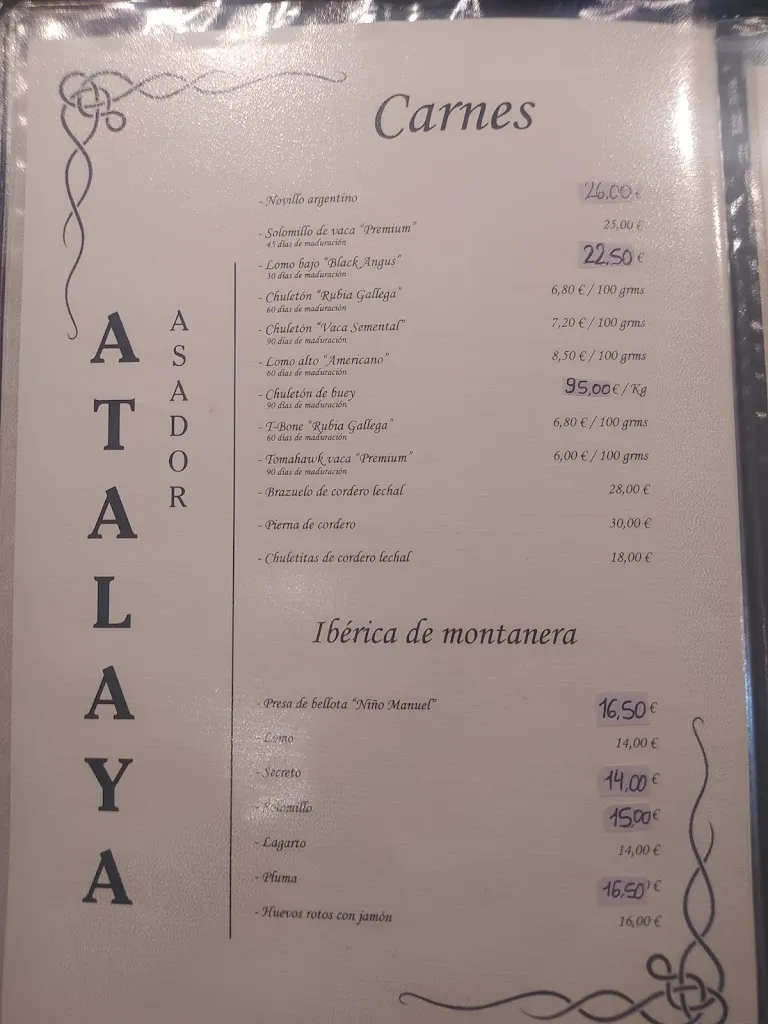 Carnes
- Novillo argentino 26.00 €
- Solomillo de vaca "Premium" 25,00 €
45 días de maduración
- Lomo bajo "Black Angus" 22.50 €
30 días de maduración
- Chuletón "Rubia Gallega" 6,80 € / 100 grms
60 días de maduración
- Chuletón "Vaca Semental" 7,20 € / 100 grms
90 días de maduración
- Lomo alto "Americano" 8,50 € / 100 grms
60 días de maduración
- Chuletón de buey 95,00 € / Kg
90 días de maduración
- T-Bone "Rubia Gallega" 6,80 € / 100 grms
60 días de maduración
- Tomahawk vaca "Premium" 6,00 € / 100 grms
90 días de maduración
- Brazuelo de cordero lechal 28,00 €
- Pierna de cordero 30,00 €
- Chuletitas de cordero lechal 18,00 €
ATALAYA
ASADOR
Ibérica de montanera
- Presa de bellota "Niño Manuel" 16,50 €
- Lomo 14,00 €
- Secreto 14,00 €
- Solomillo 15,00 €
- Lagarto 14,00 €
- Pluma 16,50 €
- Huevos rotos con jamón 16,00 €